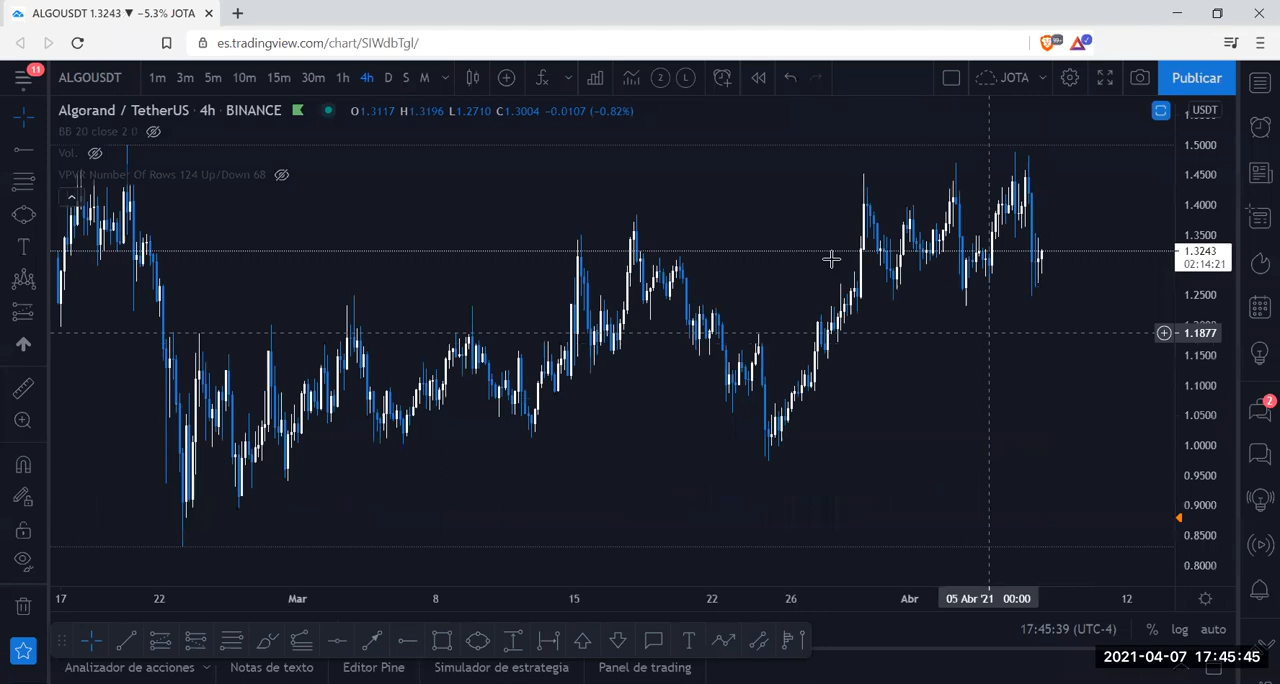 ALGOUSDT 1.3243 ▼ −5.3% JOTA
es.tradingview.com/chart/SIWdbTgl/
99+
11
ALGOUSDT 1m 3m 5m 10m 15m 30m 1h 4h D S M 2 L JOTA Publicar
Algorand / TetherUS · 4h · BINANCE O1.3117 H1.3196 L1.2710 C1.3004 −0.0107 (−0.82%)
USDT
BB 20 close 2 0
Vol.
VPVR Number Of Rows 124 Up/Down 68
1.5000
1.4500
1.4000
1.3500
1.3243
02:14:21
1.2500
1.1877
1.1500
1.1000
1.0500
1.0000
0.9500
0.9000
0.8500
0.8000
2
17 22 Mar 8 15 22 26 Abr 05 Abr '21 00:00 12
17:45:39 (UTC-4) % log auto
T
Analizador de acciones Notas de texto Editor Pine Simulador de estrategia Panel de trading
2021-04-07 17:45:45